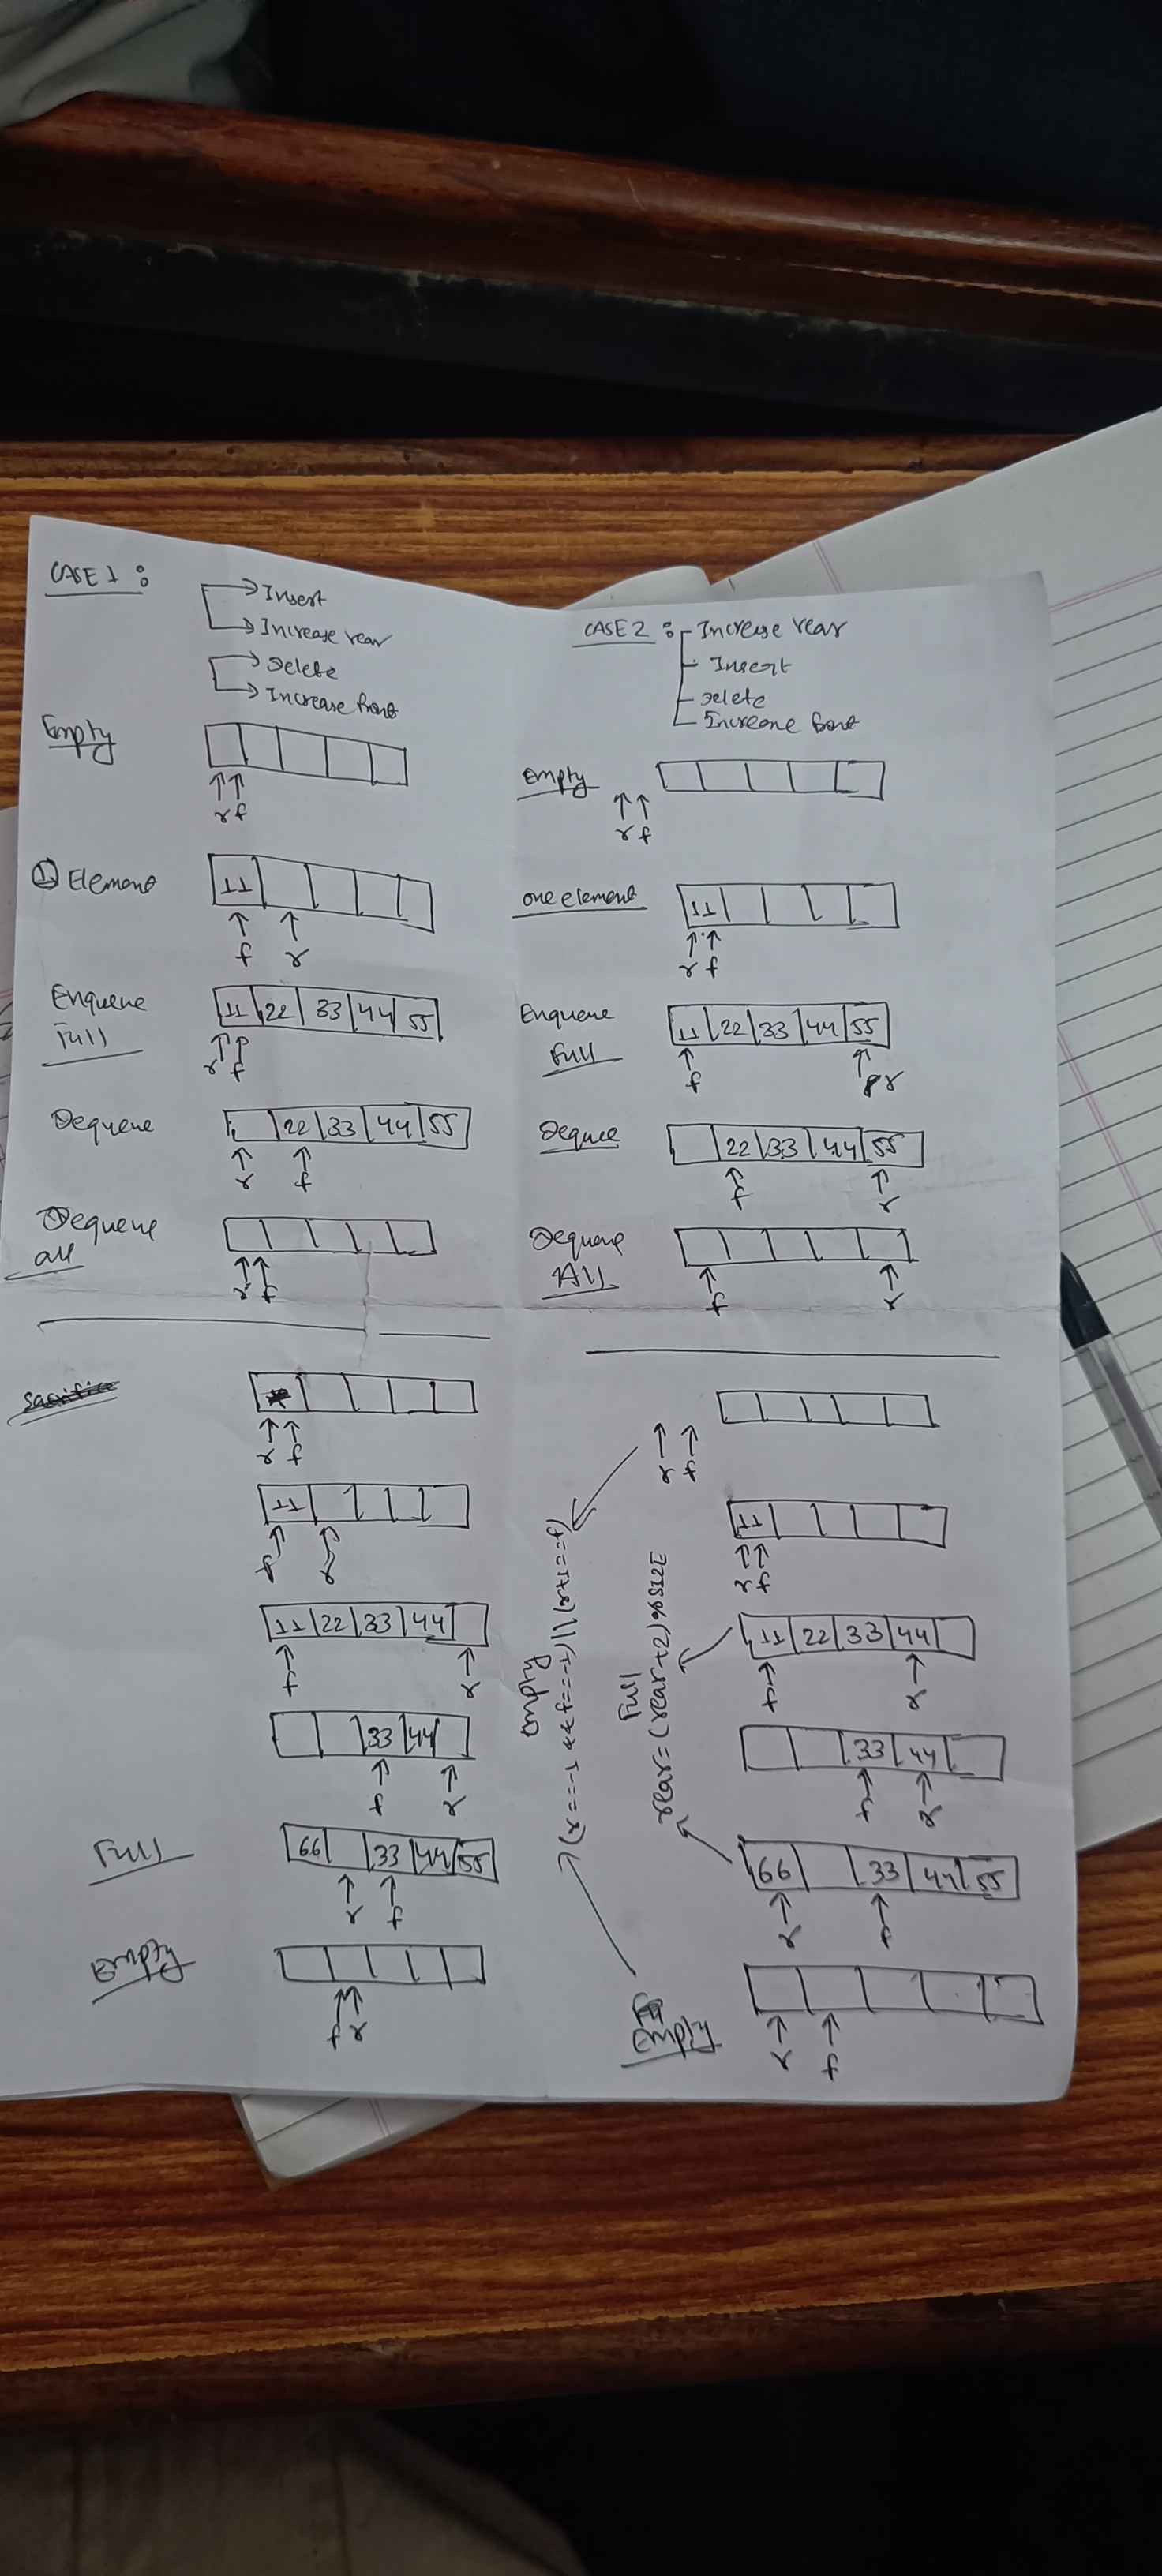 CASE 1 :
Insert
Increase rear
Delete
Increase front
Empty
r f
1 Element
11
f r
Enqueue
Full
11 22 33 44 55
r f
Dequeue
22 33 44 55
r f
Dequeue
all
r f
CASE 2 :
Increase rear
Insert
Delete
Increase font
Empty
r f
one element
11
r f
Enqueue
Full
11 22 33 44 55
f r
Dequee
22 33 44 55
f r
Dequeue
All
f r
Sacrifice
r f
11
f r
11 22 33 44
f r
33 44
f r
Full
66 33 44 55
r f
Empty
f r
r f
11
r f
11 22 33 44
f r
33 44
f r
66 33 44 55
r f
Empty
r f
Empty
(r==-1 && f==-1)||(r+1==f)
Full
rear=(rear+2)%SIZE